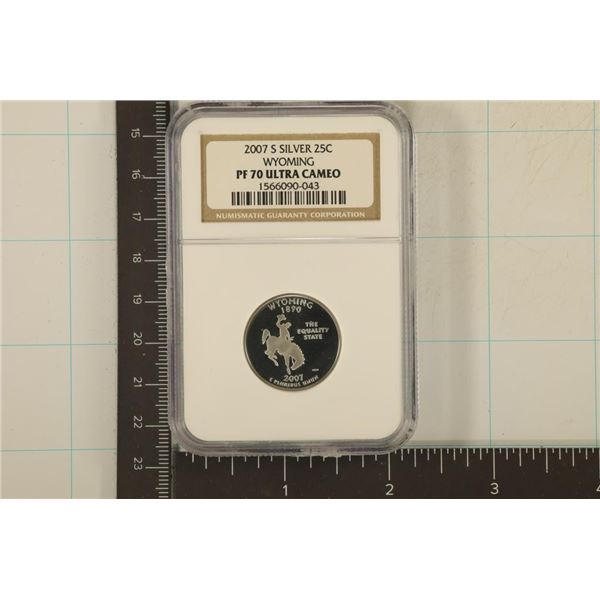 2007 S SILVER 25C
WYOMING
PF 70 ULTRA CAMEO
1566090-043
NUMISMATIC GUARANTY CORPORATION
WYOMING
1890
THE
EQUALITY
STATE
2007
E PLURIBUS UNUM
15
16
17
18
19
20
21
22
23
1
2
3
4